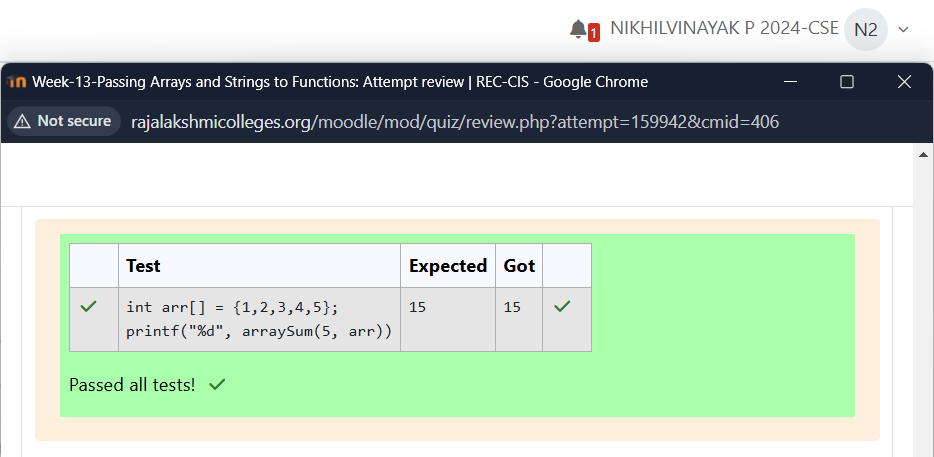 1 NIKHILVINAYAK P 2024-CSE N2
Week-13-Passing Arrays and Strings to Functions: Attempt review | REC-CIS - Google Chrome
Not secure rajalakshmicolleges.org/moodle/mod/quiz/review.php?attempt=159942&cmid=406
Test Expected Got
int arr[] = {1,2,3,4,5}; 15 15
printf("%d", arraySum(5, arr))
Passed all tests!